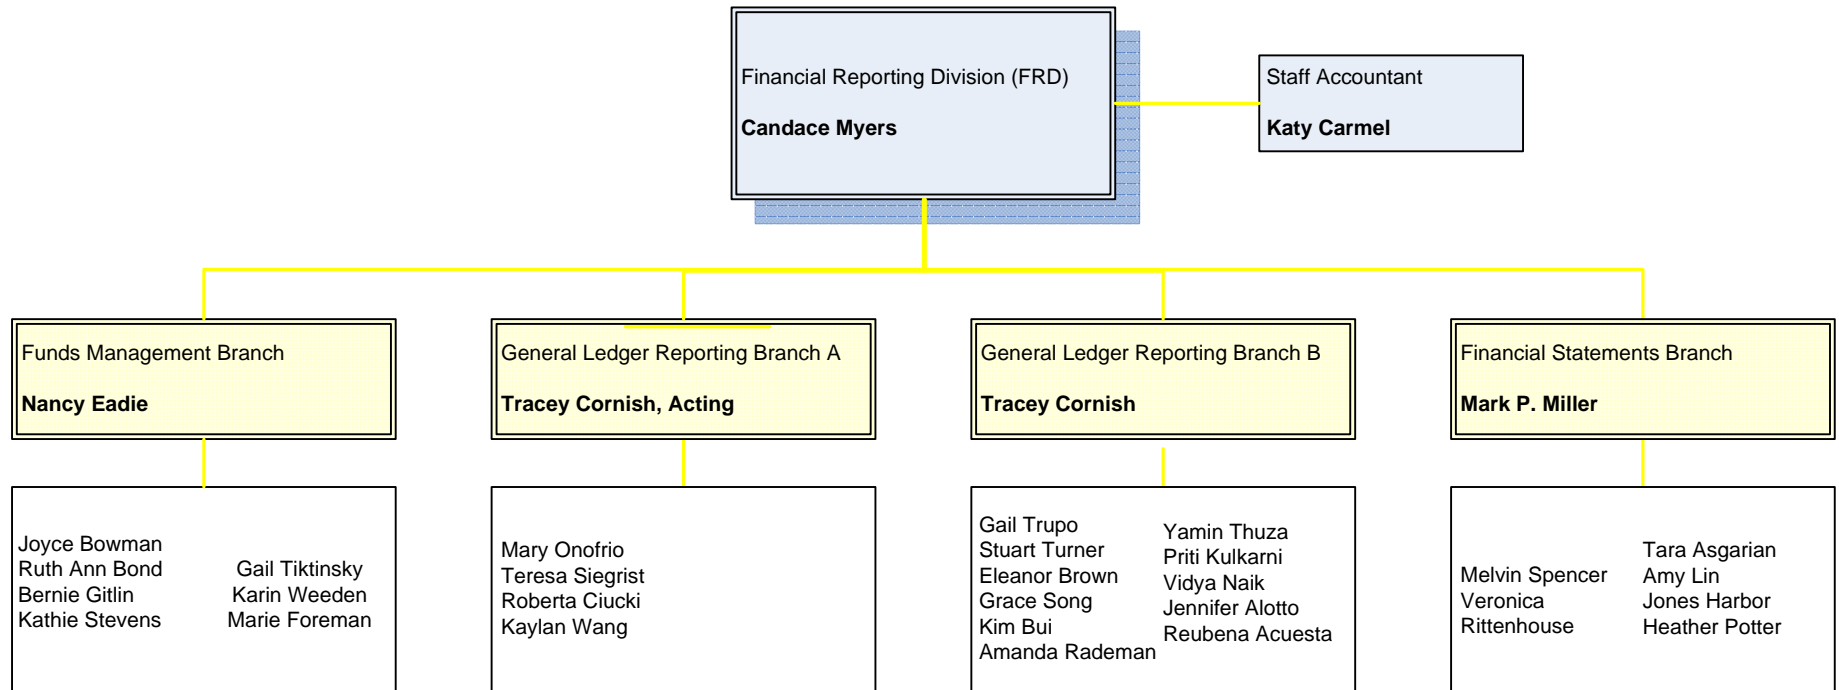 Financial Reporting Division (FRD)
Candace Myers
Staff Accountant
Katy Carmel
Funds Management Branch
Nancy Eadie
General Ledger Reporting Branch A
Tracey Cornish, Acting
General Ledger Reporting Branch B
Tracey Cornish
Financial Statements Branch
Mark P. Miller
Joyce Bowman
Ruth Ann Bond
Bernie Gitlin
Kathie Stevens
Gail Tiktinsky
Karin Weeden
Marie Foreman
Mary Onofrio
Teresa Siegrist
Roberta Ciucki
Kaylan Wang
Gail Trupo
Stuart Turner
Eleanor Brown
Grace Song
Kim Bui
Amanda Rademan
Yamin Thuza
Priti Kulkarni
Vidya Naik
Jennifer Alotto
Reubena Acuesta
Melvin Spencer
Veronica
Rittenhouse
Tara Asgarian
Amy Lin
Jones Harbor
Heather Potter